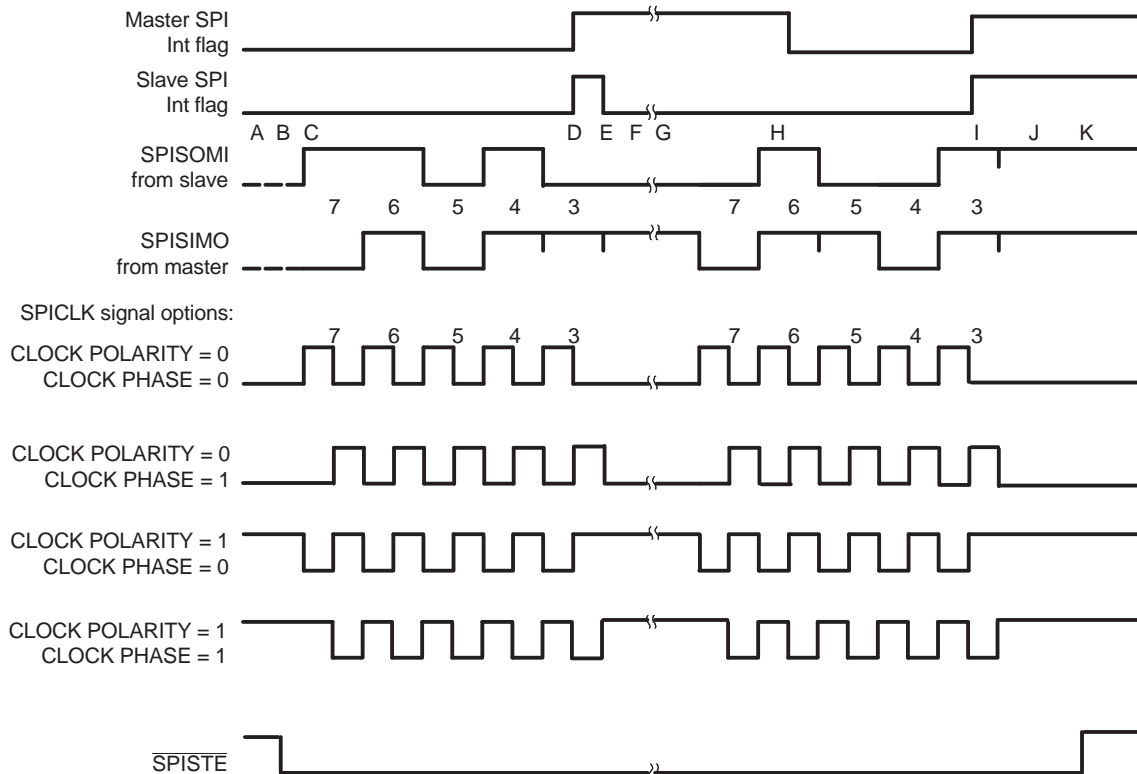 Master SPI
Int flag
Slave SPI
Int flag
A B C D E F G H I J K
SPISOMI
from slave
7 6 5 4 3 7 6 5 4 3
SPISIMO
from master
SPICLK signal options:
7 6 5 4 3 7 6 5 4 3
CLOCK POLARITY = 0
CLOCK PHASE = 0
CLOCK POLARITY = 0
CLOCK PHASE = 1
CLOCK POLARITY = 1
CLOCK PHASE = 0
CLOCK POLARITY = 1
CLOCK PHASE = 1
SPISTE